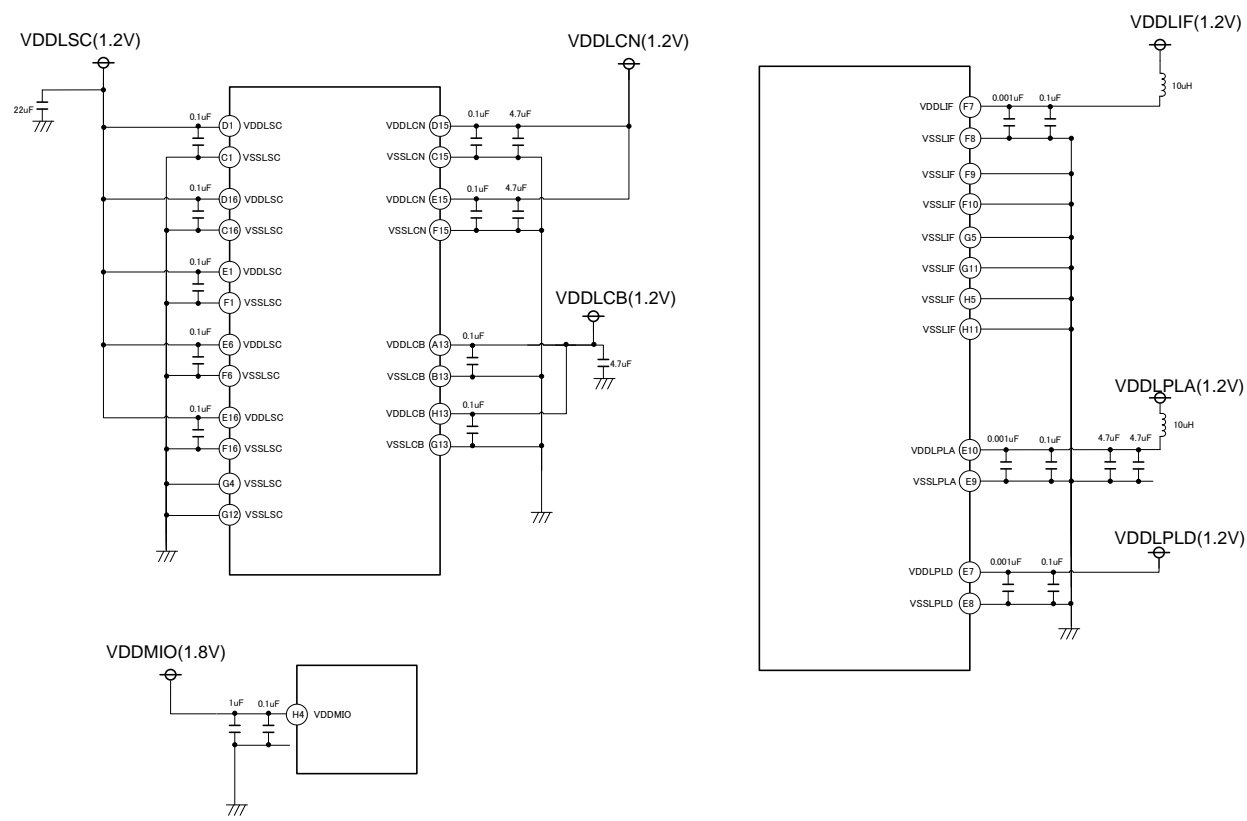 VDDLSC(1.2V)
22uF
0.1uF
D1 VDDLSC
C1 VSSLSC
0.1uF
D16 VDDLSC
C16 VSSLSC
0.1uF
E1 VDDLSC
F1 VSSLSC
0.1uF
E6 VDDLSC
F6 VSSLSC
0.1uF
E16 VDDLSC
F16 VSSLSC
G4 VSSLSC
G12 VSSLSC
VDDLCN(1.2V)
0.1uF 4.7uF
VDDLCN D15
VSSLCN C15
0.1uF 4.7uF
VDDLCN E15
VSSLCN F15
VDDLCB(1.2V)
0.1uF
VDDLCB A13
4.7uF
VSSLCB B13
0.1uF
VDDLCB H13
VSSLCB G13
VDDMIO(1.8V)
1uF 0.1uF
H4 VDDMIO
VDDLIF(1.2V)
10uH
0.001uF 0.1uF
VDDLIF F7
VSSLIF F8
VSSLIF F9
VSSLIF F10
VSSLIF G5
VSSLIF G11
VSSLIF H5
VSSLIF H11
VDDLPLA(1.2V)
10uH
0.001uF 0.1uF 4.7uF 4.7uF
VDDLPLA E10
VSSLPLA E9
VDDLPLD(1.2V)
0.001uF 0.1uF
VDDLPLD E7
VSSLPLD E8